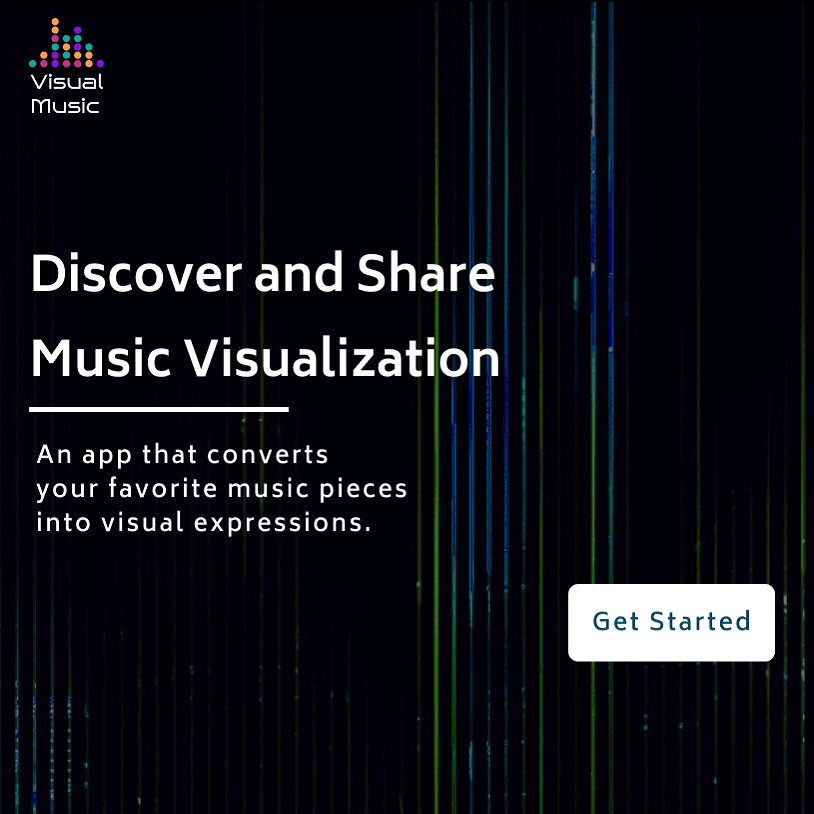 Visual
Music
Discover and Share
Music Visualization
An app that converts
your favorite music pieces
into visual expressions.
Get Started